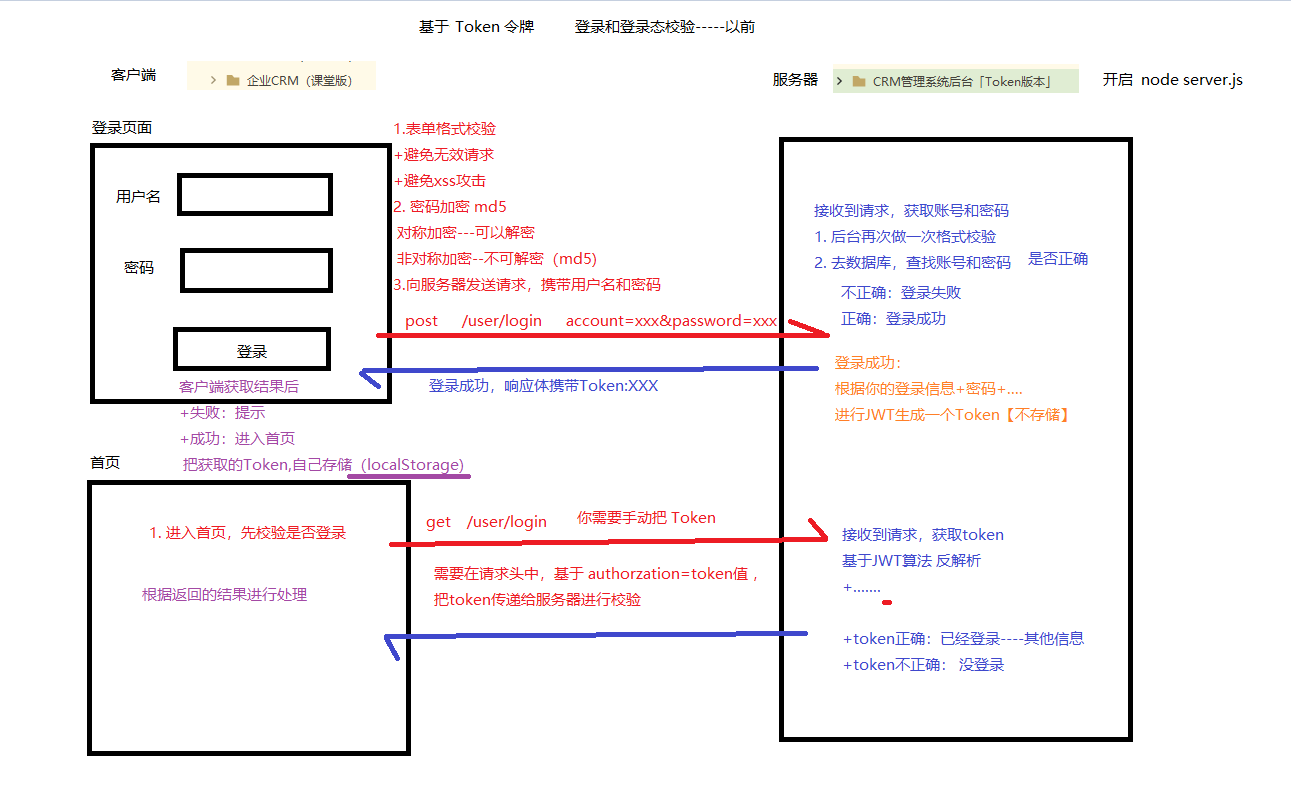 基于 Token 令牌 登录和登录态校验-----以前
客户端
企业CRM（课堂版）
服务器
CRM管理系统后台「Token版本」
开启 node server.js
登录页面
用户名
密码
登录
1.表单格式校验
+避免无效请求
+避免xss攻击
2. 密码加密 md5
对称加密---可以解密
非对称加密--不可解密（md5)
3.向服务器发送请求，携带用户名和密码
post /user/login account=xxx&password=xxx
接收到请求，获取账号和密码
1. 后台再次做一次格式校验
2. 去数据库，查找账号和密码 是否正确
不正确：登录失败
正确：登录成功
登录成功：
根据你的登录信息+密码+....
进行JWT生成一个Token【不存储】
登录成功，响应体携带Token:XXX
客户端获取结果后
+失败：提示
+成功：进入首页
把获取的Token,自己存储（localStorage)
首页
1. 进入首页，先校验是否登录
根据返回的结果进行处理
get /user/login 你需要手动把 Token
需要在请求头中，基于 authorzation=token值 ,
把token传递给服务器进行校验
接收到请求，获取token
基于JWT算法 反解析
+.......
+token正确：已经登录----其他信息
+token不正确： 没登录